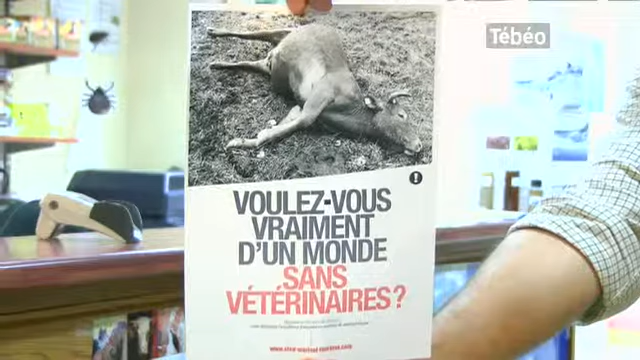 Tébéo
!
VOULEZ-VOUS
VRAIMENT
D'UN MONDE
SANS
VÉTÉRINAIRES?